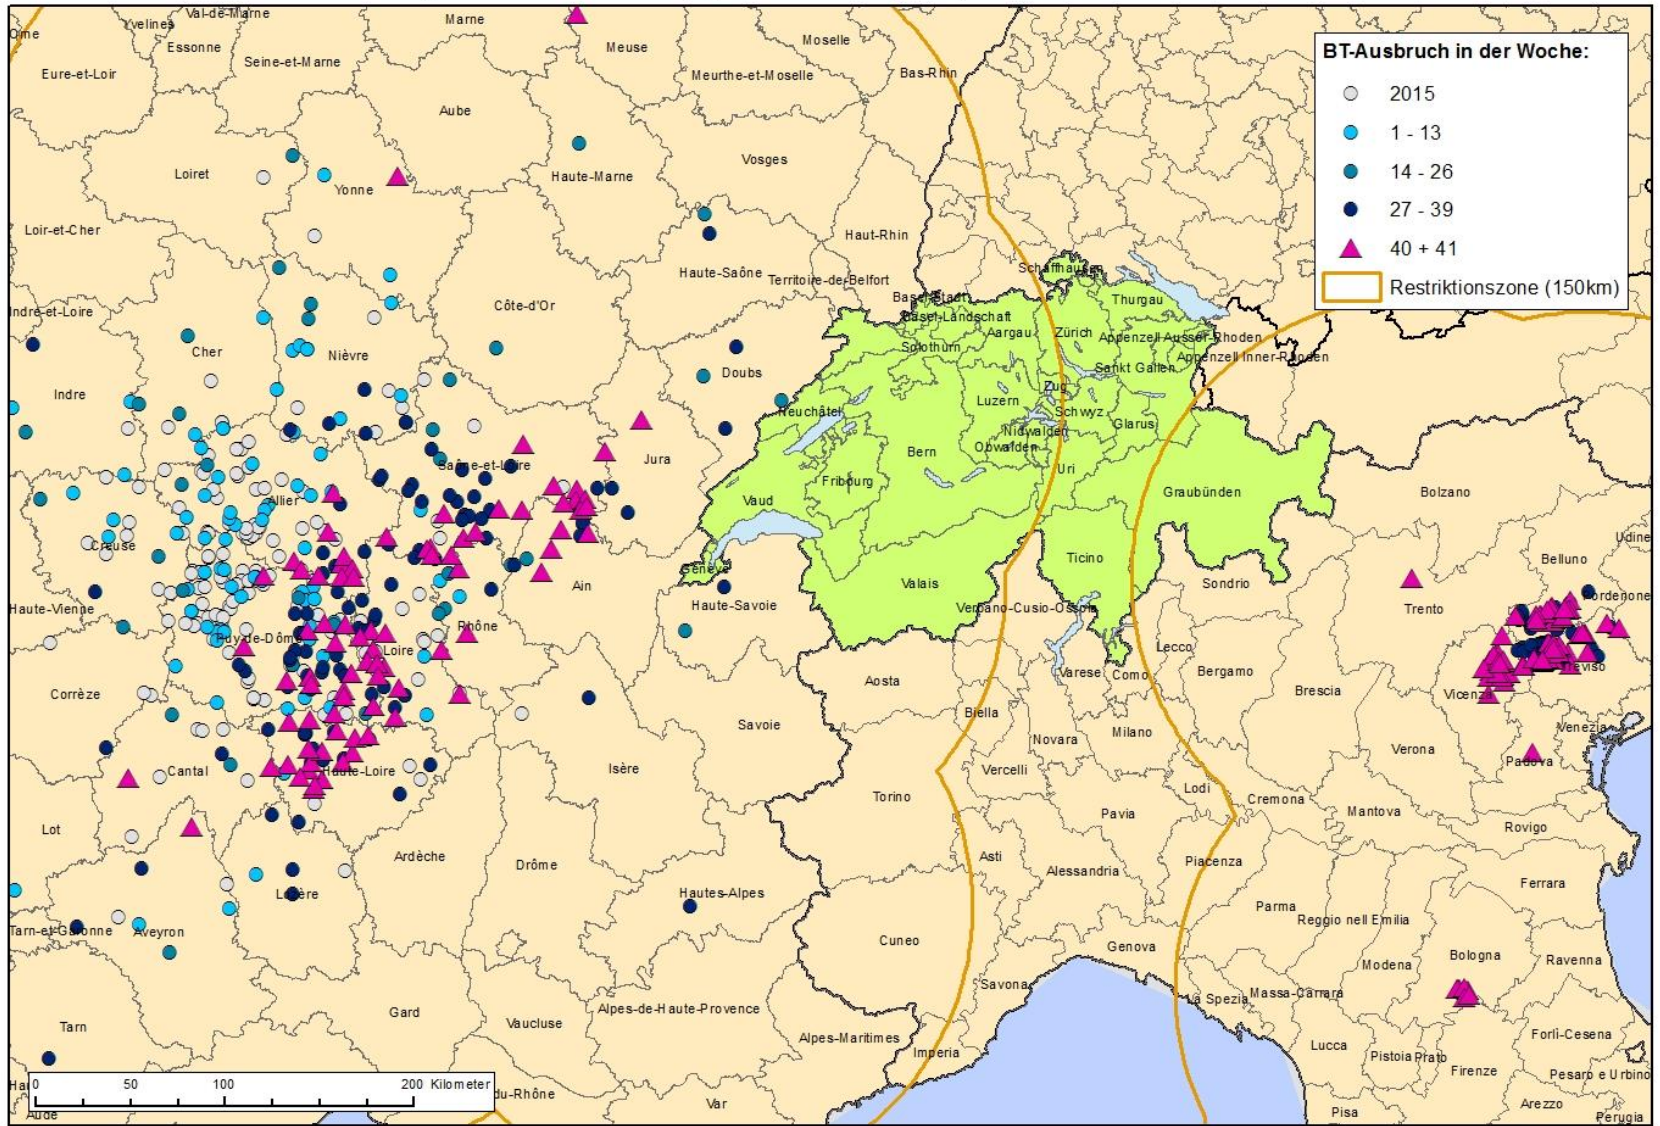 Yvelines
Val-de-Marne
Marne
Orne
Essonne
Meuse
Moselle
Seine-et-Marne
Eure-et-Loir
Meurthe-et-Moselle
Bas-Rhin
BT-Ausbruch in der Woche:
2015
1 - 13
14 - 26
27 - 39
40 + 41
Restriktionszone (150km)
Aube
Vosges
Loiret
Yonne
Haute-Marne
Loir-et-Cher
Haut-Rhin
Haute-Saône
Territoire-de-Belfort
Schaffhausen
Basel-Stadt
Thurgau
Indre-et-Loire
Côte-d'Or
Basel-Landschaft
Aargau
Zürich
Appenzell Ausser-Rhoden
Solothurn
Appenzell Inner-Rhoden
Cher
Nièvre
Doubs
Sankt Gallen
Indre
Zug
Luzern
Neuchâtel
Schwyz
Glarus
Nidwalden
Obwalden
Bern
Jura
Saône-et-Loire
Uri
Fribourg
Graubünden
Bolzano
Allier
Vaud
Udine
Creuse
Ticino
Belluno
Genève
Ain
Valais
Sondrio
Haute-Vienne
Haute-Savoie
Verbano-Cusio-Ossola
Trento
Pordenone
Rhône
Puy-de-Dôme
Loire
Lecco
Bergamo
Treviso
Corrèze
Aosta
Varese
Como
Brescia
Vicenza
Savoie
Biella
Venezia
Novara
Milano
Verona
Padova
Cantal
Haute-Loire
Isère
Vercelli
Torino
Lodi
Cremona
Mantova
Pavia
Rovigo
Lot
Ardèche
Drôme
Asti
Alessandria
Piacenza
Ferrara
Lozère
Hautes-Alpes
Parma
Reggio nell Emilia
Tarn-et-Garonne
Aveyron
Cuneo
Genova
Bologna
Modena
Ravenna
Savona
La Spezia
Massa-Carrara
Gard
Alpes-de-Haute-Provence
Tarn
Vaucluse
Alpes-Maritimes
Imperia
Lucca
Pistoia
Prato
Forlì-Cesena
Firenze
Pesaro e Urbino
0 50 100 200 Kilometer
du-Rhône
Var
Aude
Pisa
Arezzo
Perugia